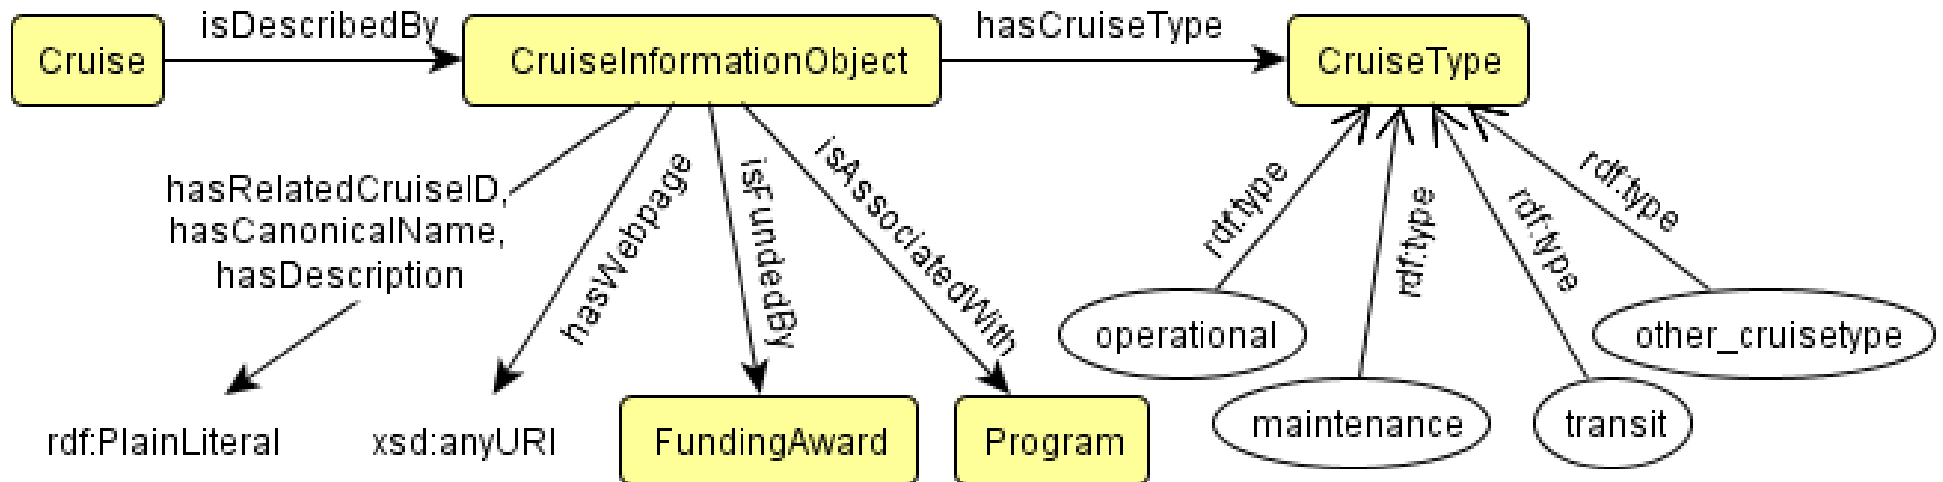 isDescribedBy
hasCruiseType
Cruise
CruiseInformationObject
CruiseType
hasRelatedCruiseID,
hasCanonicalName,
hasDescription
hasWebpage
isFundedBy
isAssociatedWith
rdf:type
rdf:type
rdf:type
rdf:type
operational
other_cruisetype
maintenance
transit
rdf:PlainLiteral
xsd:anyURI
FundingAward
Program